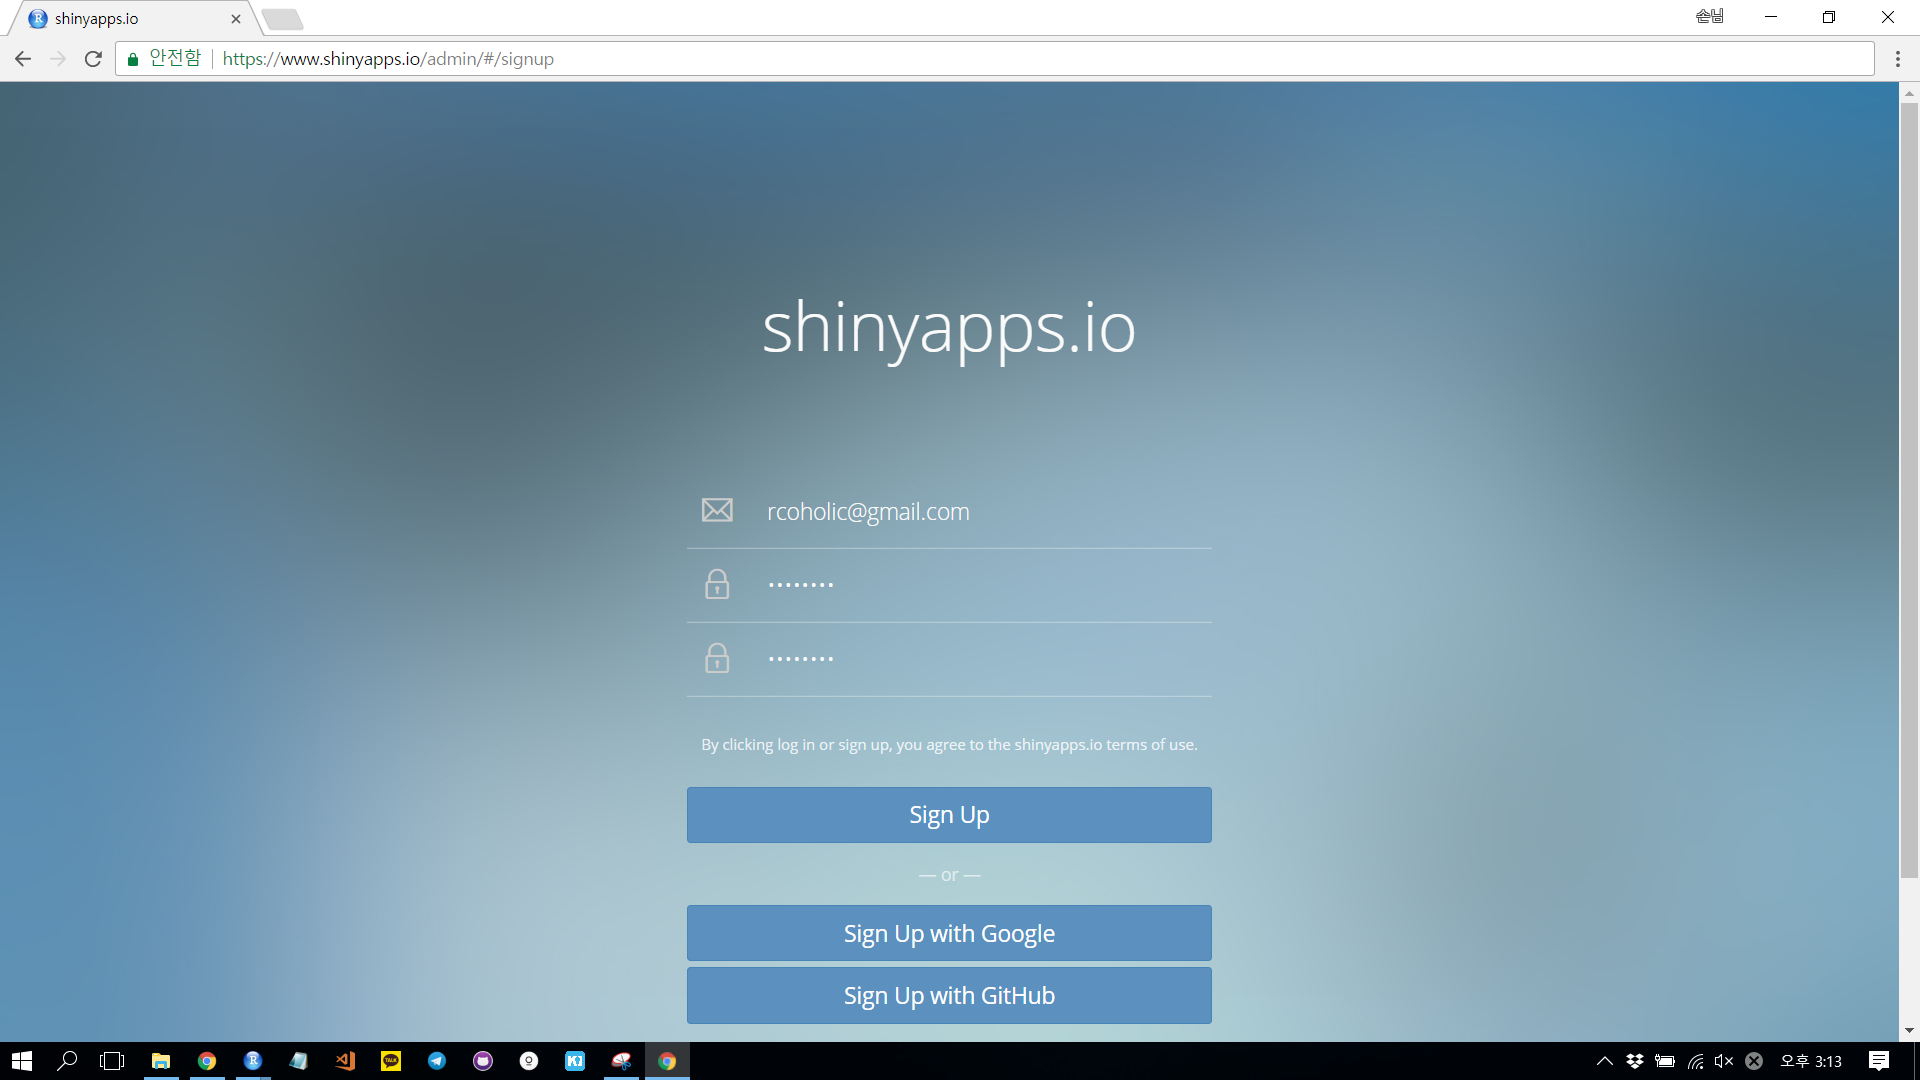 shinyapps.io
손님
안전함 https://www.shinyapps.io/admin/#/signup
shinyapps.io
rcoholic@gmail.com
••••••••
••••••••
By clicking log in or sign up, you agree to the shinyapps.io terms of use.
Sign Up
— or —
Sign Up with Google
Sign Up with GitHub
오후 3:13